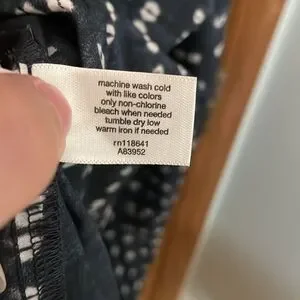 machine wash cold
with like colors
only non-chlorine
bleach when needed
tumble dry low
warm iron if needed
rn118641
A83952